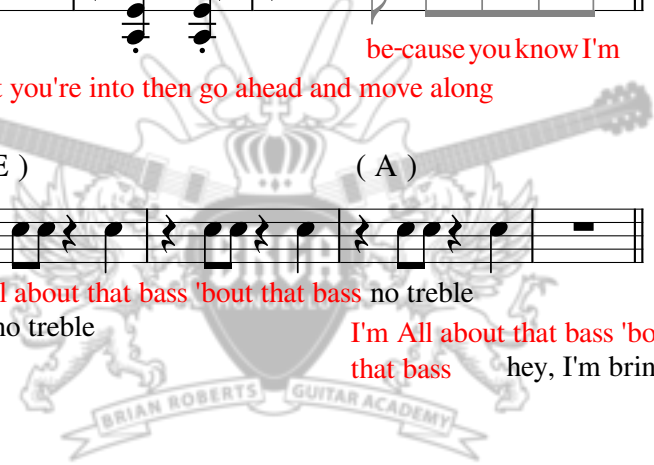 be-cause you know I'm
you're into then go ahead and move along
E ) ( A )
about that bass 'bout that bass no treble
no treble
I'm All about that bass 'bo
that bass hey, I'm brin
BRIAN ROBERTS GUITAR ACADEMY